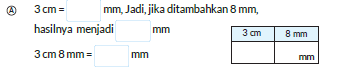 Ⓐ 3 cm = mm, Jadi, jika ditambahkan 8 mm,
hasilnya menjadi mm
3 cm 8 mm = mm
3 cm 8 mm
mm